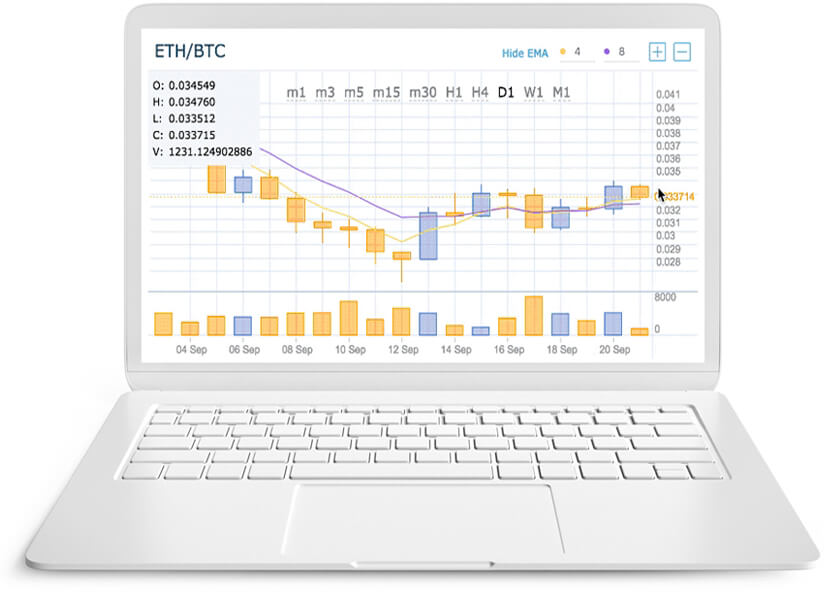 ETH/BTC
Hide EMA 4 8
O: 0.034549
H: 0.034760
L: 0.033512
C: 0.033715
V: 1231.124902886
m1 m3 m5 m15 m30 H1 H4 D1 W1 M1
0.041
0.04
0.039
0.038
0.037
0.036
0.035
33714
0.032
0.031
0.03
0.029
0.028
8000
0
04 Sep 06 Sep 08 Sep 10 Sep 12 Sep 14 Sep 16 Sep 18 Sep 20 Sep